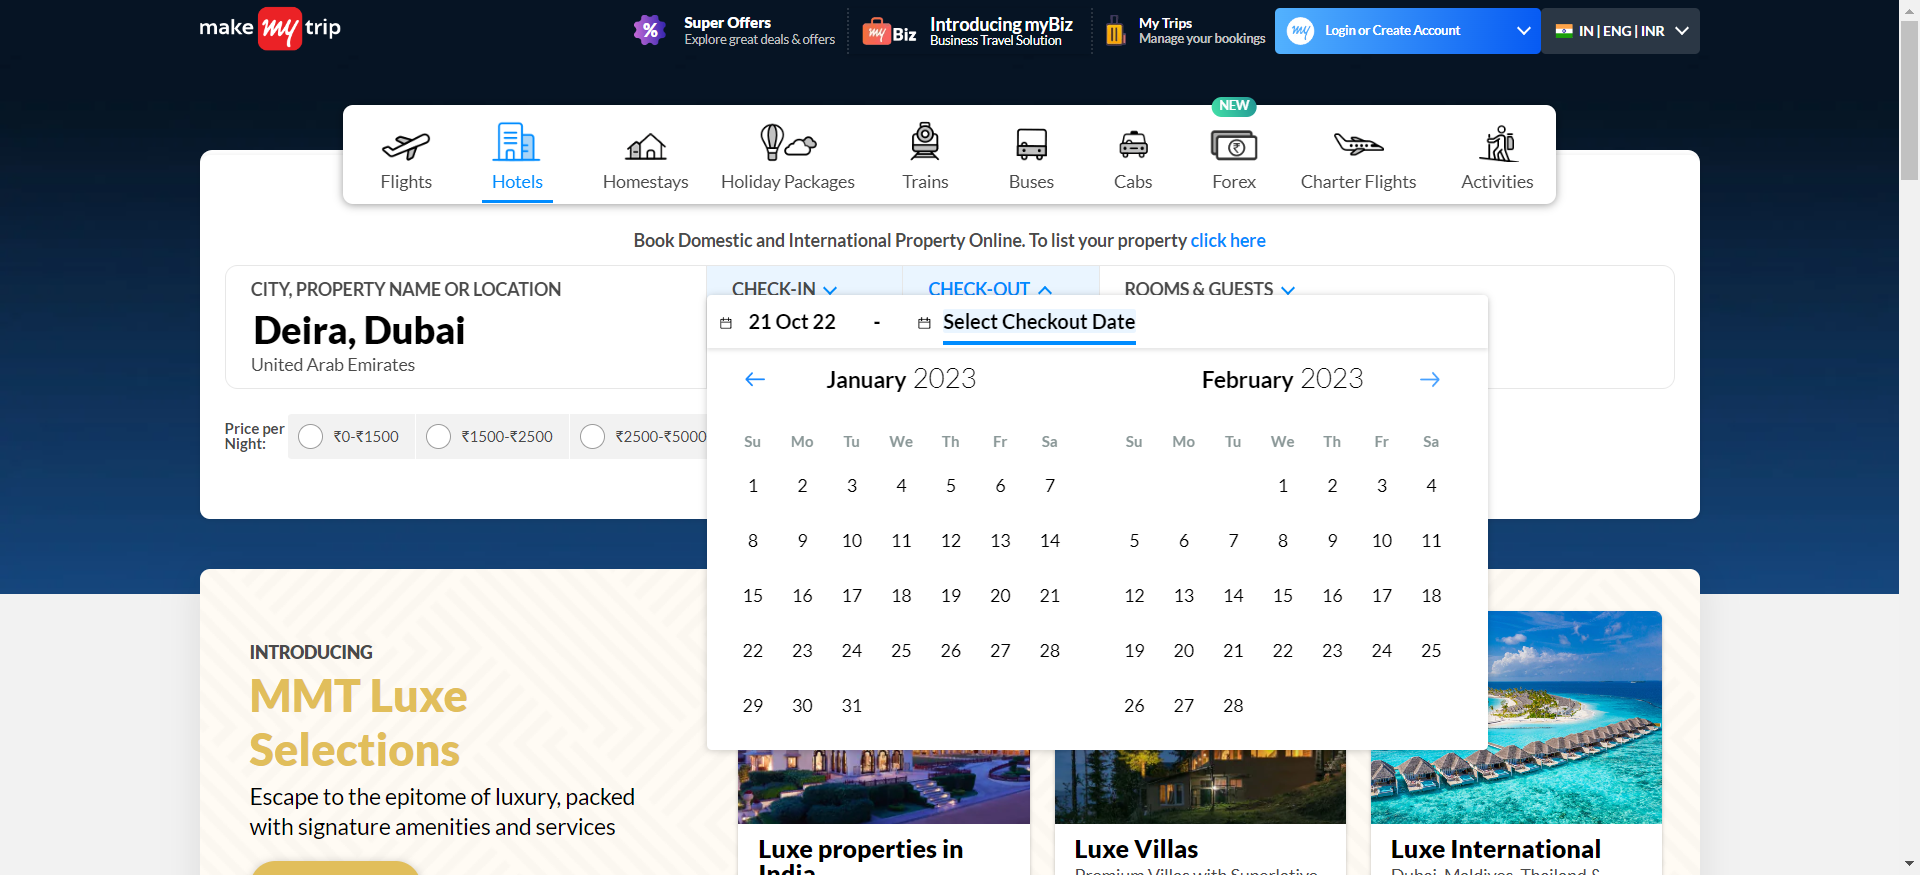 make my trip
%
Super Offers
Explore great deals & offers
my Biz
Introducing myBiz
Business Travel Solution
My Trips
Manage your bookings
my
Login or Create Account
IN | ENG | INR
NEW
Flights
Hotels
Homestays
Holiday Packages
Trains
Buses
Cabs
Forex
Charter Flights
Activities
Book Domestic and International Property Online. To list your property click here
CITY, PROPERTY NAME OR LOCATION
Deira, Dubai
United Arab Emirates
CHECK-IN
CHECK-OUT
ROOMS & GUESTS
21 Oct 22 - Select Checkout Date
January 2023
Su Mo Tu We Th Fr Sa
1 2 3 4 5 6 7
8 9 10 11 12 13 14
15 16 17 18 19 20 21
22 23 24 25 26 27 28
29 30 31
February 2023
Su Mo Tu We Th Fr Sa
1 2 3 4
5 6 7 8 9 10 11
12 13 14 15 16 17 18
19 20 21 22 23 24 25
26 27 28
Price per
Night:
₹0-₹1500
₹1500-₹2500
₹2500-₹5000
INTRODUCING
MMT Luxe
Selections
Escape to the epitome of luxury, packed
with signature amenities and services
Luxe properties in
India
Luxe Villas
Premium Villas with Superlative
Luxe International
Dubai, Maldives, Thailand &